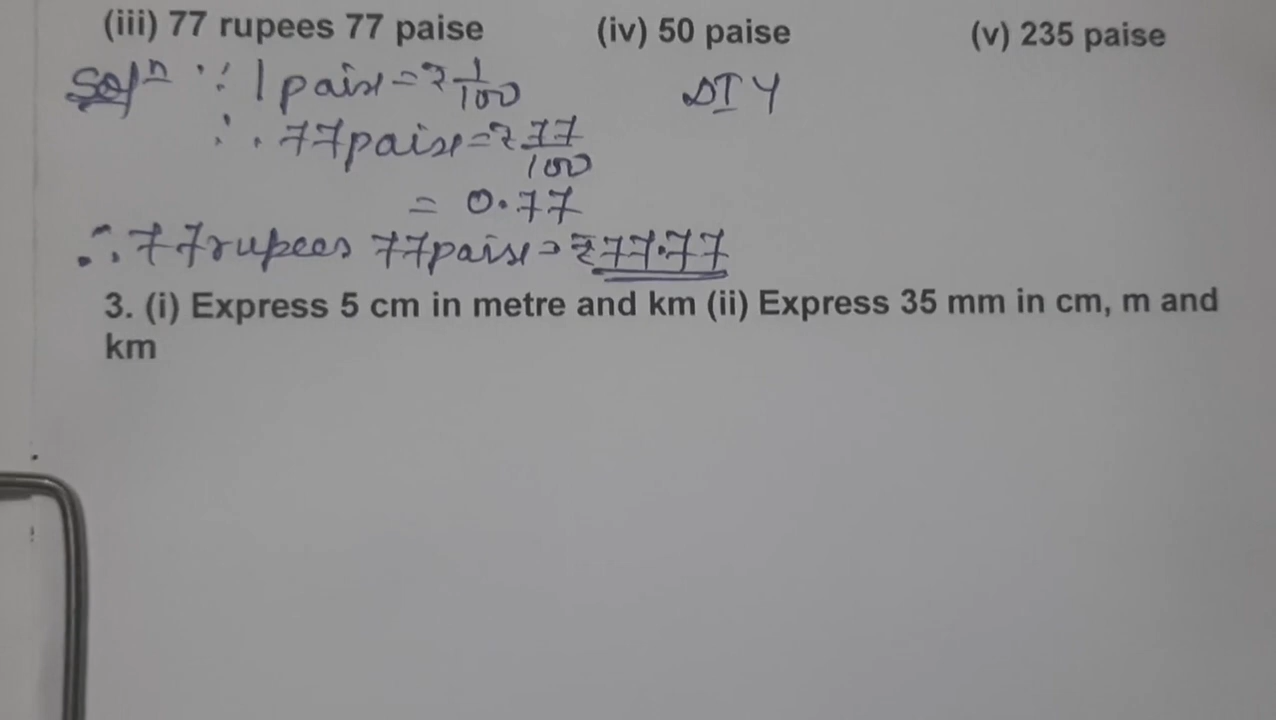 (iii) 77 rupees 77 paise (iv) 50 paise (v) 235 paise
Solⁿ ∵ 1 paise = ₹ 1/100 DIY
∴ 77 paise = ₹ 77/100
= 0.77
∴ 77 rupees 77 paise = ₹ 77.77
3. (i) Express 5 cm in metre and km (ii) Express 35 mm in cm, m and
km